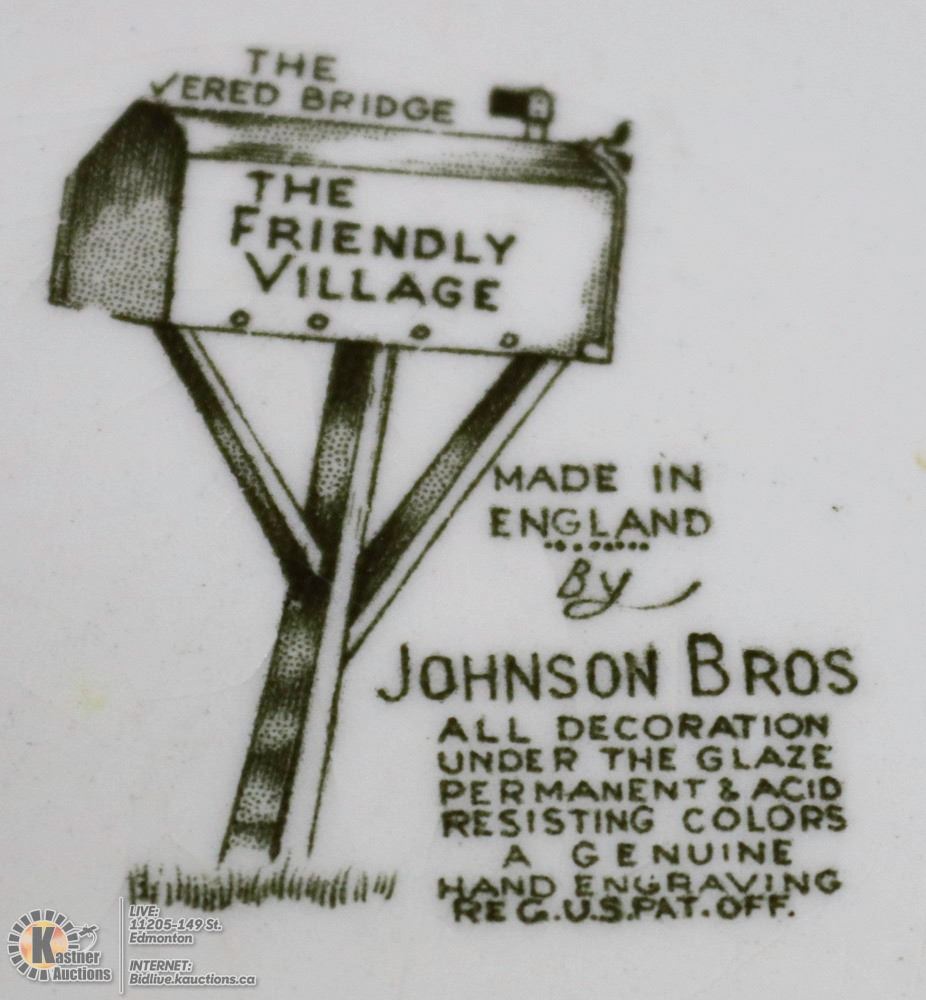 THE
VERED BRIDGE
THE
FRIENDLY
VILLAGE
MADE IN
ENGLAND
By
JOHNSON BROS
ALL DECORATION
UNDER THE GLAZE
PERMANENT & ACID
RESISTING COLORS
A GENUINE
HAND ENGRAVING
REG.U.S.PAT.OFF.
Kastner
Auctions
LIVE:
11205-149 St.
Edmonton
INTERNET:
Bidlive.kauctions.ca